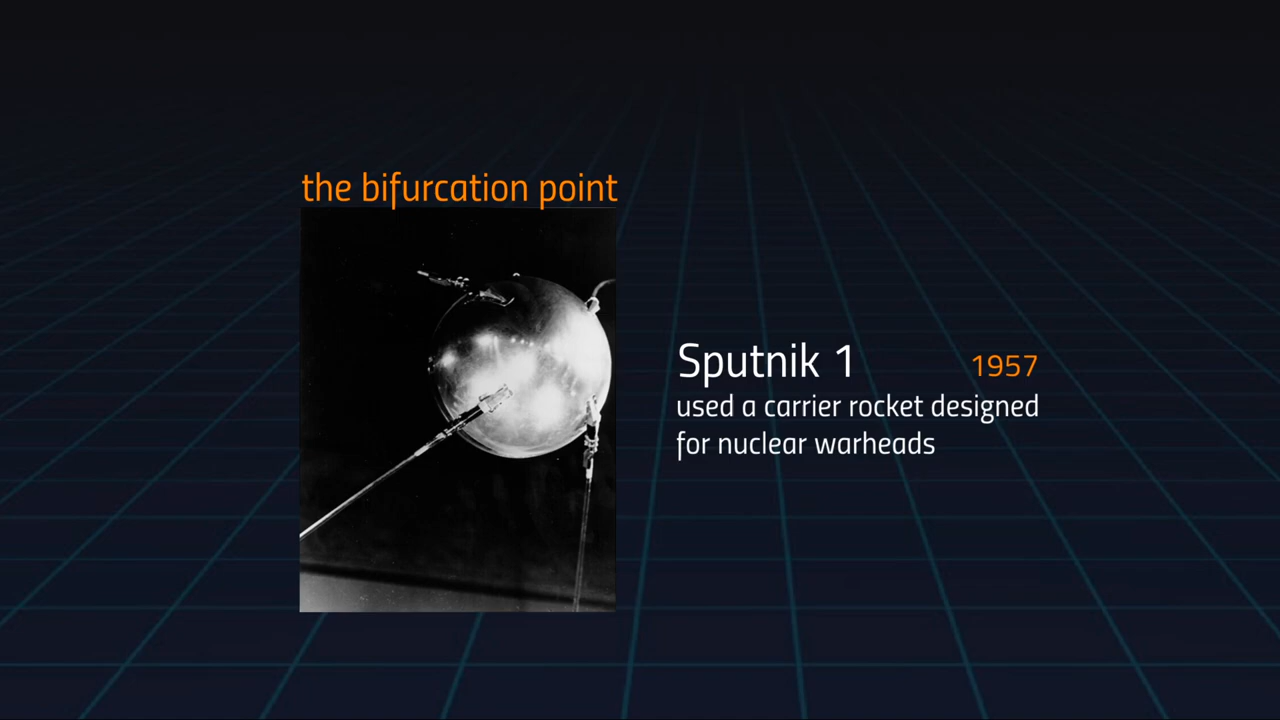 the bifurcation point
Sputnik 1 1957
used a carrier rocket designed
for nuclear warheads